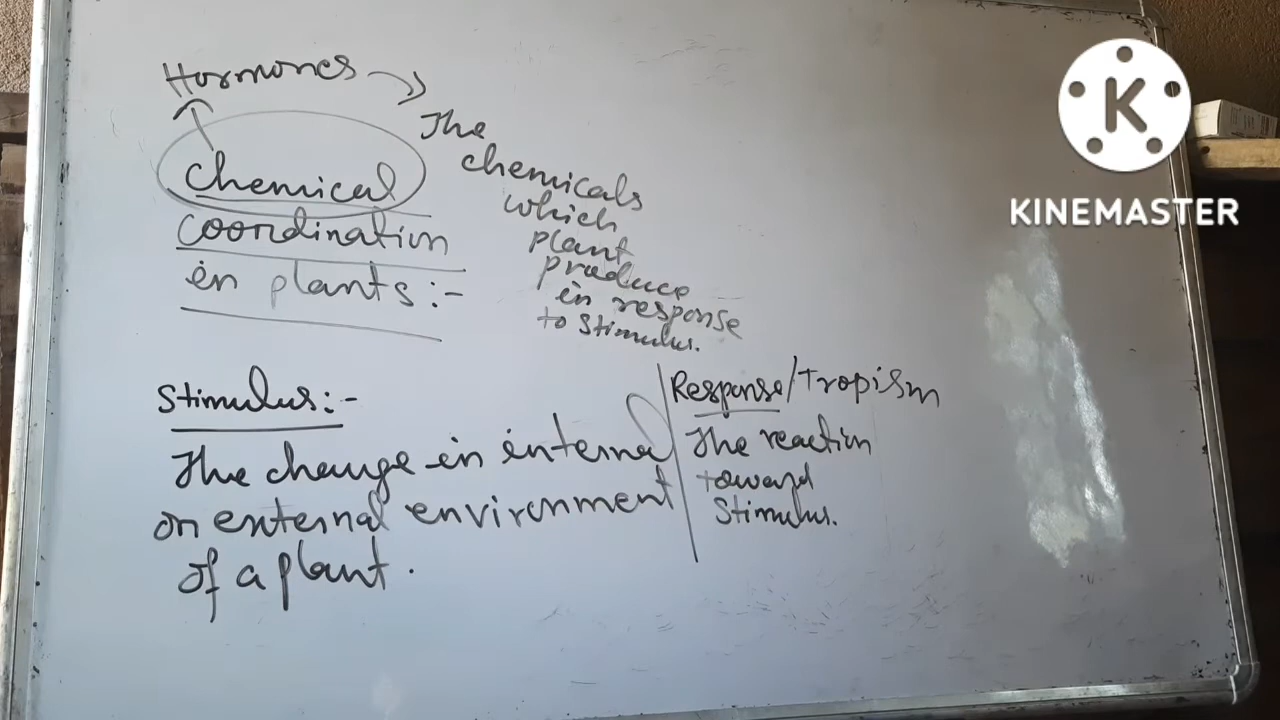 Hormones →
The
chemicals
which
plant
produce
in response
to stimulus.
chemical
coordination
in plants:-
Stimulus:-
The change in internal
or external environment
of a plant.
Response/Tropism
The reaction
toward
Stimulus.
K
KINEMASTER